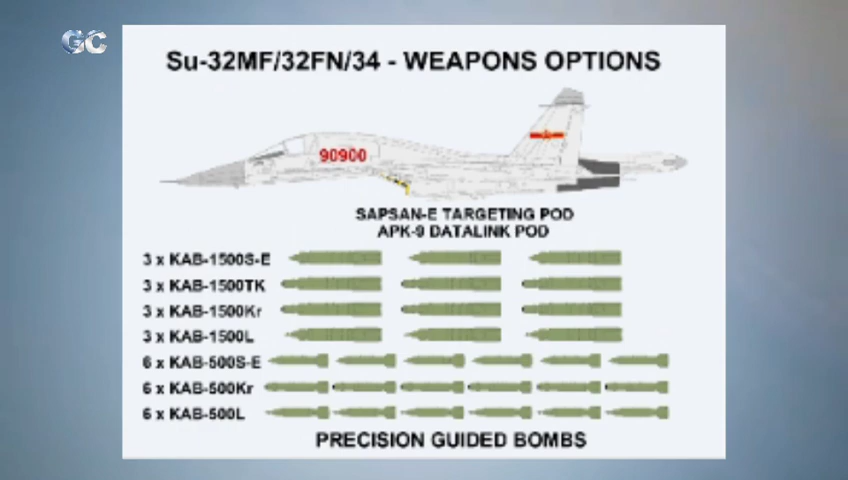 GC
Su-32MF/32FN/34 - WEAPONS OPTIONS
90900
SAPSAN-E TARGETING POD
APK-9 DATALINK POD
3 x KAB-1500S-E
3 x KAB-1500TK
3 x KAB-1500Kr
3 x KAB-1500L
6 x KAB-500S-E
6 x KAB-500Kr
6 x KAB-500L
PRECISION GUIDED BOMBS